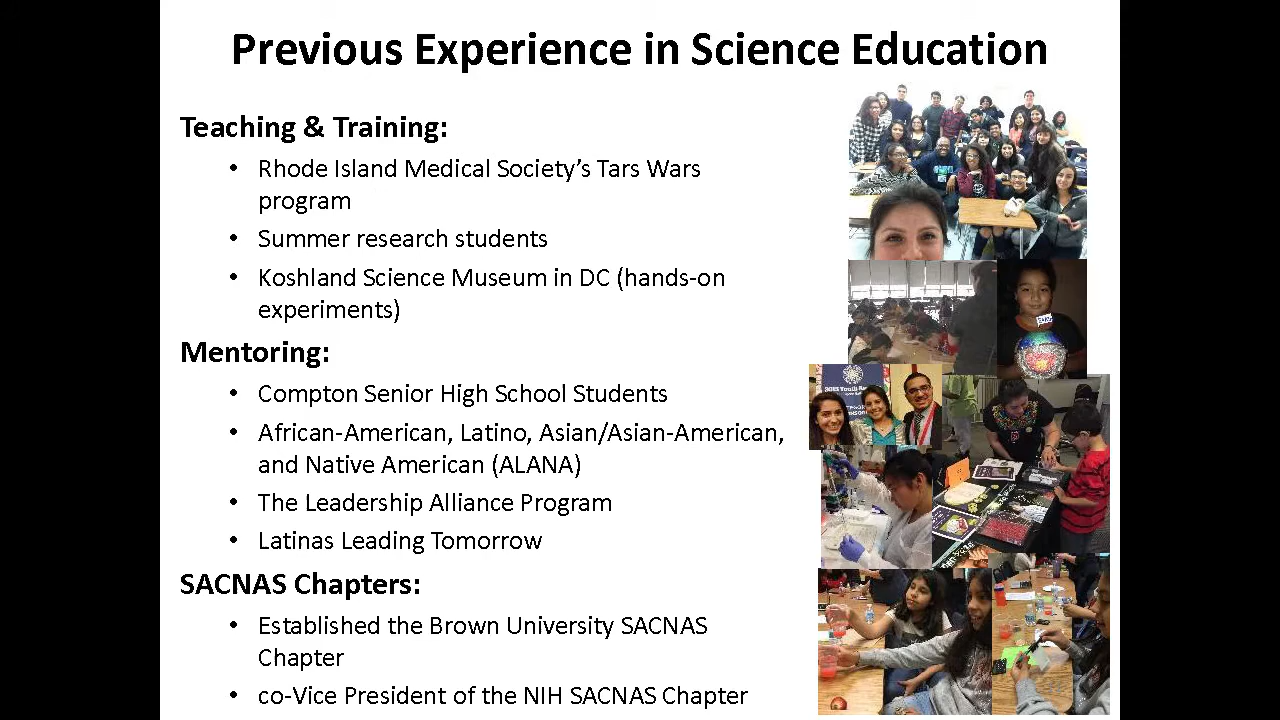 Previous Experience in Science Education
Teaching & Training:
• Rhode Island Medical Society's Tars Wars
program
• Summer research students
• Koshland Science Museum in DC (hands-on
experiments)
Mentoring:
• Compton Senior High School Students
• African-American, Latino, Asian/Asian-American,
and Native American (ALANA)
• The Leadership Alliance Program
• Latinas Leading Tomorrow
SACNAS Chapters:
• Established the Brown University SACNAS
Chapter
• co-Vice President of the NIH SACNAS Chapter